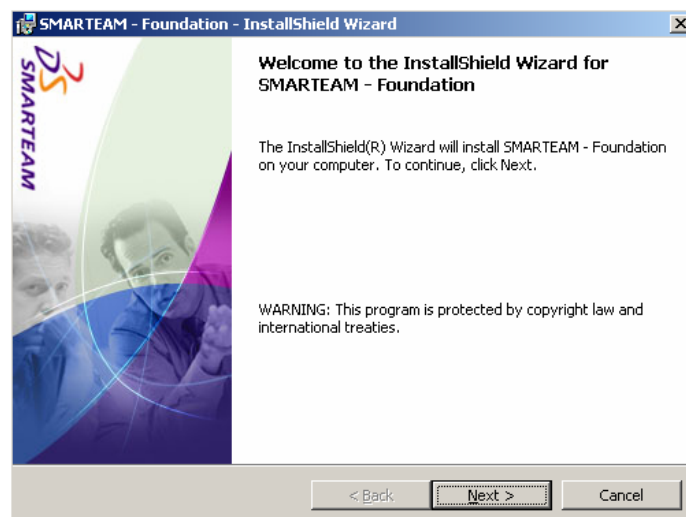 SMARTEAM - Foundation - InstallShield Wizard
SMARTEAM
Welcome to the InstallShield Wizard for
SMARTEAM - Foundation
The InstallShield(R) Wizard will install SMARTEAM - Foundation
on your computer. To continue, click Next.
WARNING: This program is protected by copyright law and
international treaties.
< Back
Next >
Cancel